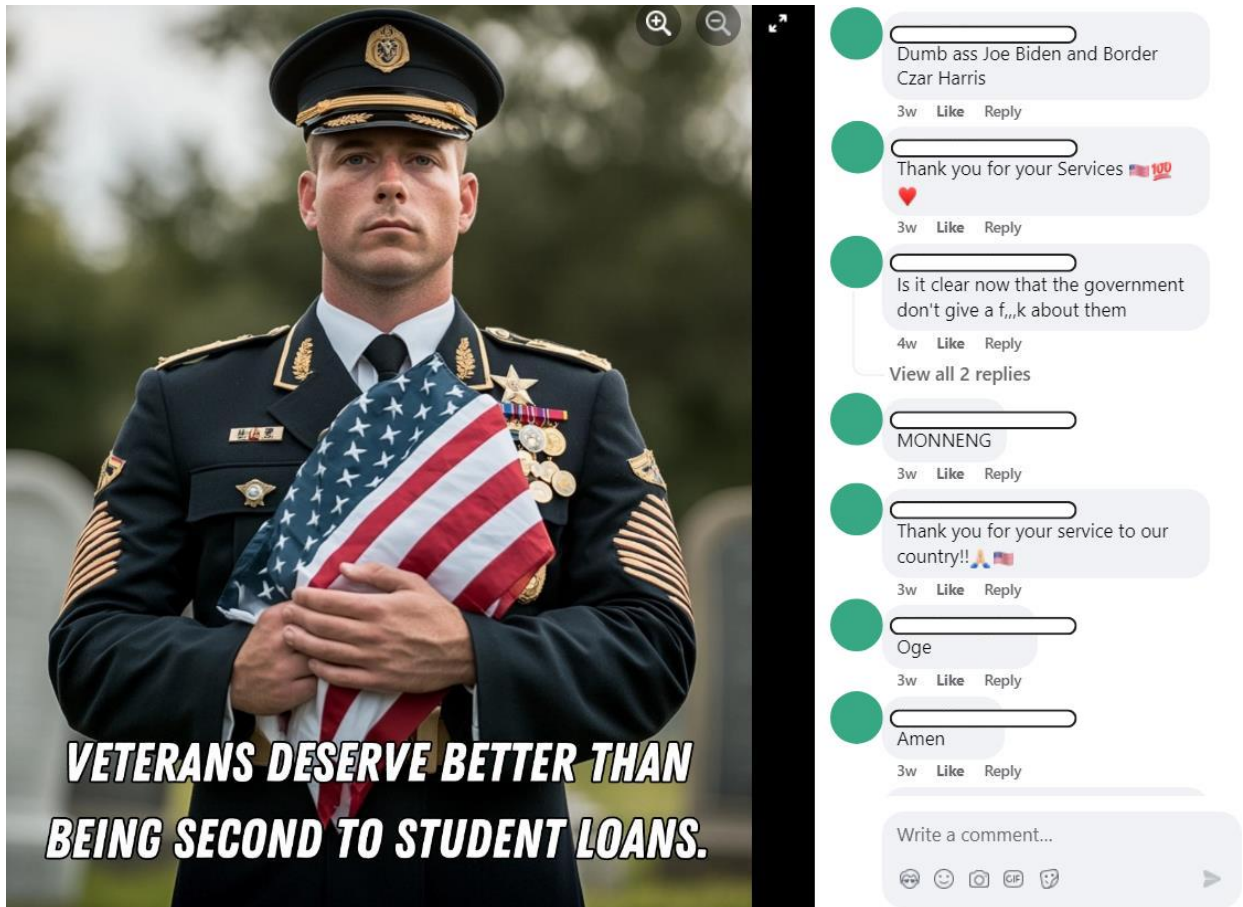 VETERANS DESERVE BETTER THAN
BEING SECOND TO STUDENT LOANS.
Dumb ass Joe Biden and Border
Czar Harris
3w Like Reply
Thank you for your Services 🇺🇸💯
❤️
3w Like Reply
Is it clear now that the government
don't give a f,,,k about them
4w Like Reply
View all 2 replies
MONNENG
3w Like Reply
Thank you for your service to our
country!!🙏🇺🇸
3w Like Reply
Oge
3w Like Reply
Amen
3w Like Reply
Write a comment...
GIF